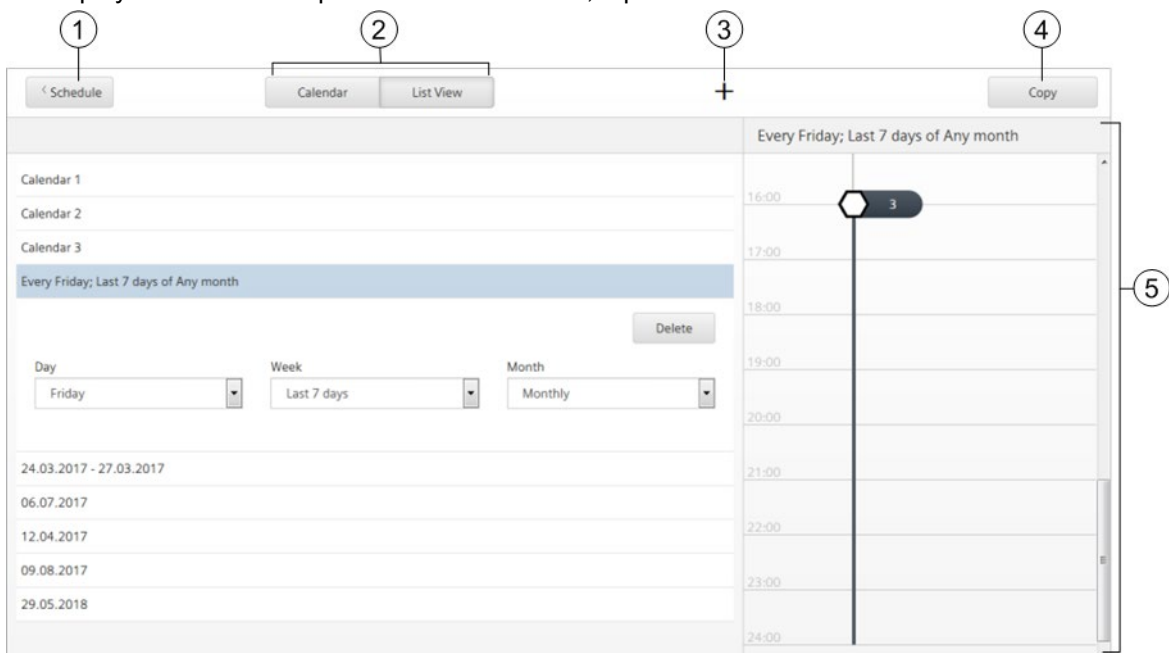 1 2 3 4
Schedule Calendar List View + Copy
Every Friday; Last 7 days of Any month
Calendar 1
Calendar 2
Calendar 3
Every Friday; Last 7 days of Any month
Delete
Day Week Month
Friday Last 7 days Monthly
24.03.2017 - 27.03.2017
06.07.2017
12.04.2017
09.08.2017
29.05.2018
16:00 3
17:00
18:00
19:00
20:00
21:00
22:00
23:00
24:00
5